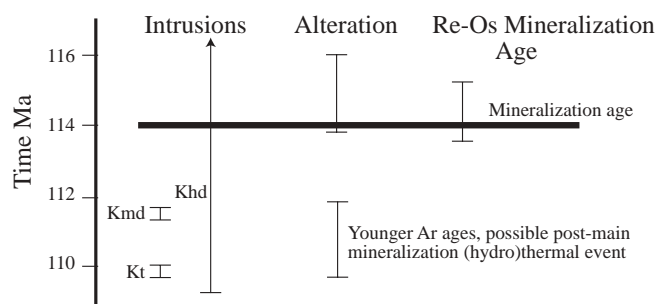 Intrusions
Alteration
Re-Os Mineralization
Age
Time Ma
116
114
112
110
Mineralization age
Khd
Kmd
Kt
Younger Ar ages, possible post-main
mineralization (hydro)thermal event